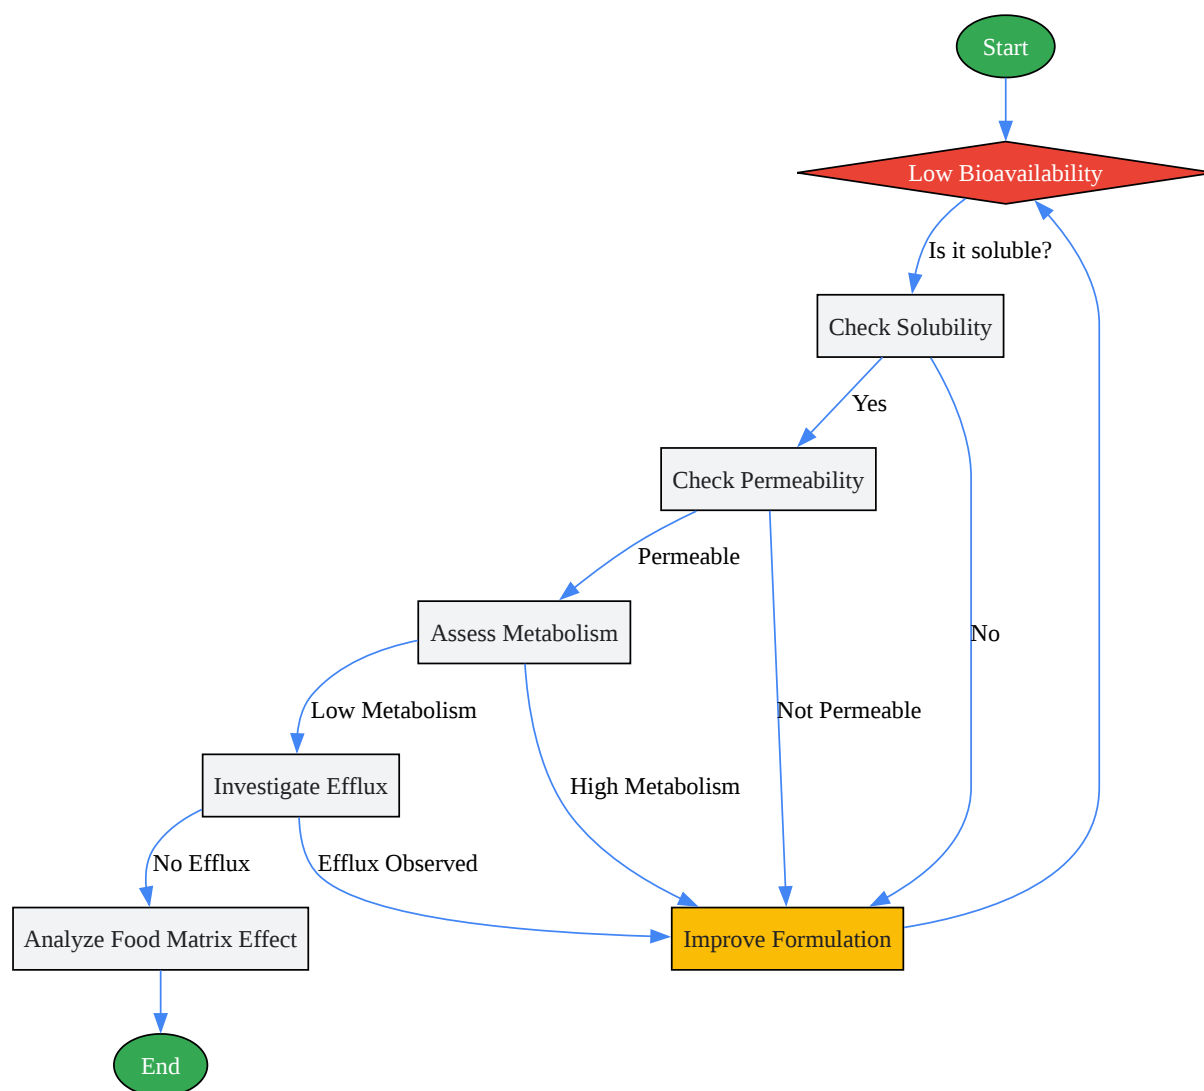 Start
Low Bioavailability
Is it soluble?
Check Solubility
Yes
Check Permeability
Permeable
Assess Metabolism
No
Low Metabolism
Not Permeable
Investigate Efflux
High Metabolism
No Efflux
Efflux Observed
Analyze Food Matrix Effect
Improve Formulation
End